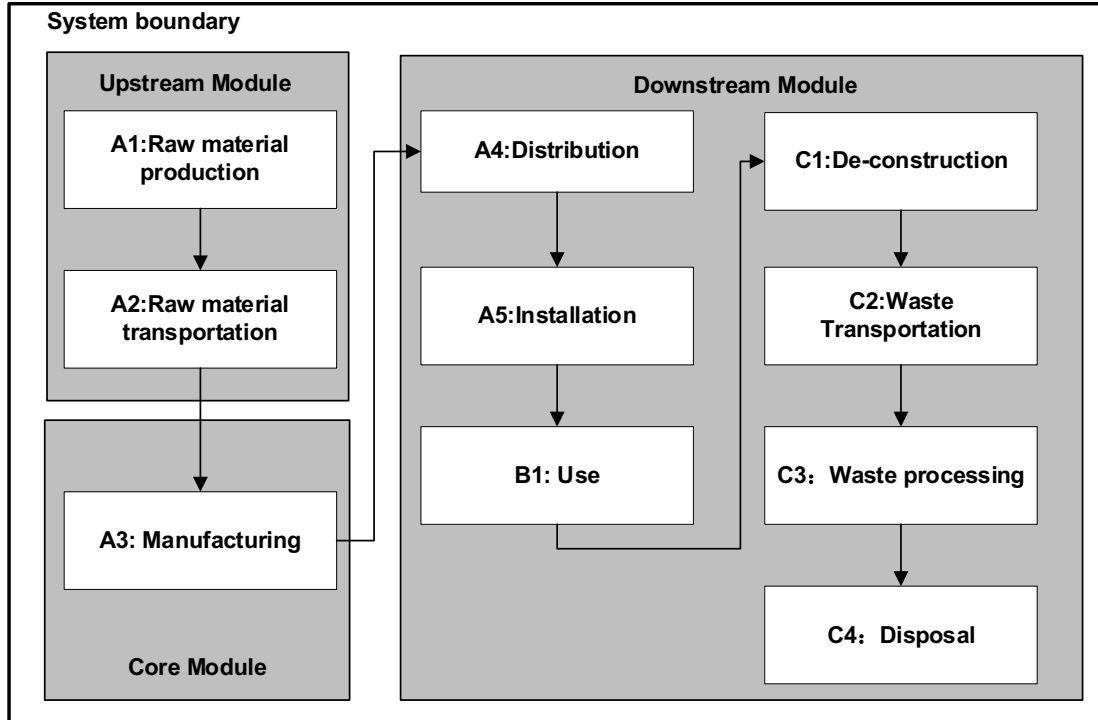 System boundary
Upstream Module
A1:Raw material
production
A2:Raw material
transportation
A3: Manufacturing
Core Module
Downstream Module
A4:Distribution
A5:Installation
B1: Use
C1:De-construction
C2:Waste
Transportation
C3：Waste processing
C4：Disposal